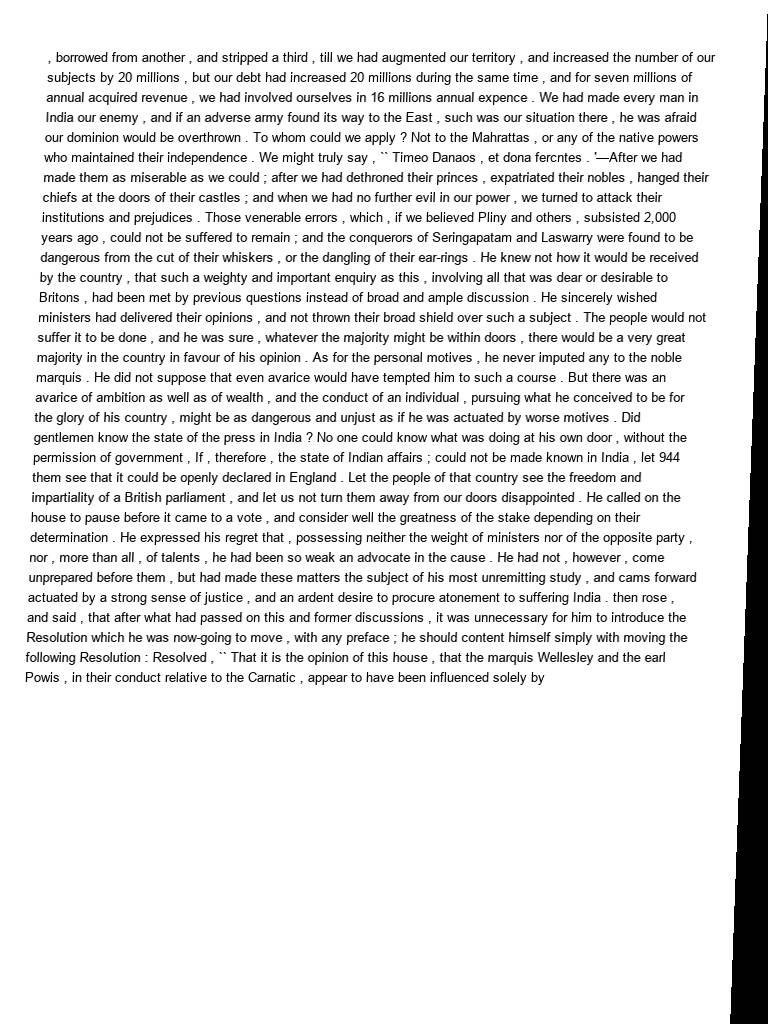 , borrowed from another , and stripped a third , till we had augmented our territory , and increased the number of our
subjects by 20 millions , but our debt had increased 20 millions during the same time , and for seven millions of
annual acquired revenue , we had involved ourselves in 16 millions annual expence . We had made every man in
India our enemy , and if an adverse army found its way to the East , such was our situation there , he was afraid
our dominion would be overthrown . To whom could we apply ? Not to the Mahrattas , or any of the native powers
who maintained their independence . We might truly say , `` Timeo Danaos , et dona fercntes . '—After we had
made them as miserable as we could ; after we had dethroned their princes , expatriated their nobles , hanged their
chiefs at the doors of their castles ; and when we had no further evil in our power , we turned to attack their
institutions and prejudices . Those venerable errors , which , if we believed Pliny and others , subsisted 2,000
years ago , could not be suffered to remain ; and the conquerors of Seringapatam and Laswarry were found to be
dangerous from the cut of their whiskers , or the dangling of their ear-rings . He knew not how it would be received
by the country , that such a weighty and important enquiry as this , involving all that was dear or desirable to
Britons , had been met by previous questions instead of broad and ample discussion . He sincerely wished
ministers had delivered their opinions , and not thrown their broad shield over such a subject . The people would not
suffer it to be done , and he was sure , whatever the majority might be within doors , there would be a very great
majority in the country in favour of his opinion . As for the personal motives , he never imputed any to the noble
marquis . He did not suppose that even avarice would have tempted him to such a course . But there was an
avarice of ambition as well as of wealth , and the conduct of an individual , pursuing what he conceived to be for
the glory of his country , might be as dangerous and unjust as if he was actuated by worse motives . Did
gentlemen know the state of the press in India ? No one could know what was doing at his own door , without the
permission of government , If , therefore , the state of Indian affairs ; could not be made known in India , let 944
them see that it could be openly declared in England . Let the people of that country see the freedom and
impartiality of a British parliament , and let us not turn them away from our doors disappointed . He called on the
house to pause before it came to a vote , and consider well the greatness of the stake depending on their
determination . He expressed his regret that , possessing neither the weight of ministers nor of the opposite party ,
nor , more than all , of talents , he had been so weak an advocate in the cause . He had not , however , come
unprepared before them , but had made these matters the subject of his most unremitting study , and cams forward
actuated by a strong sense of justice , and an ardent desire to procure atonement to suffering India . then rose ,
and said , that after what had passed on this and former discussions , it was unnecessary for him to introduce the
Resolution which he was now-going to move , with any preface ; he should content himself simply with moving the
following Resolution : Resolved , `` That it is the opinion of this house , that the marquis Wellesley and the earl
Powis , in their conduct relative to the Carnatic , appear to have been influenced solely by